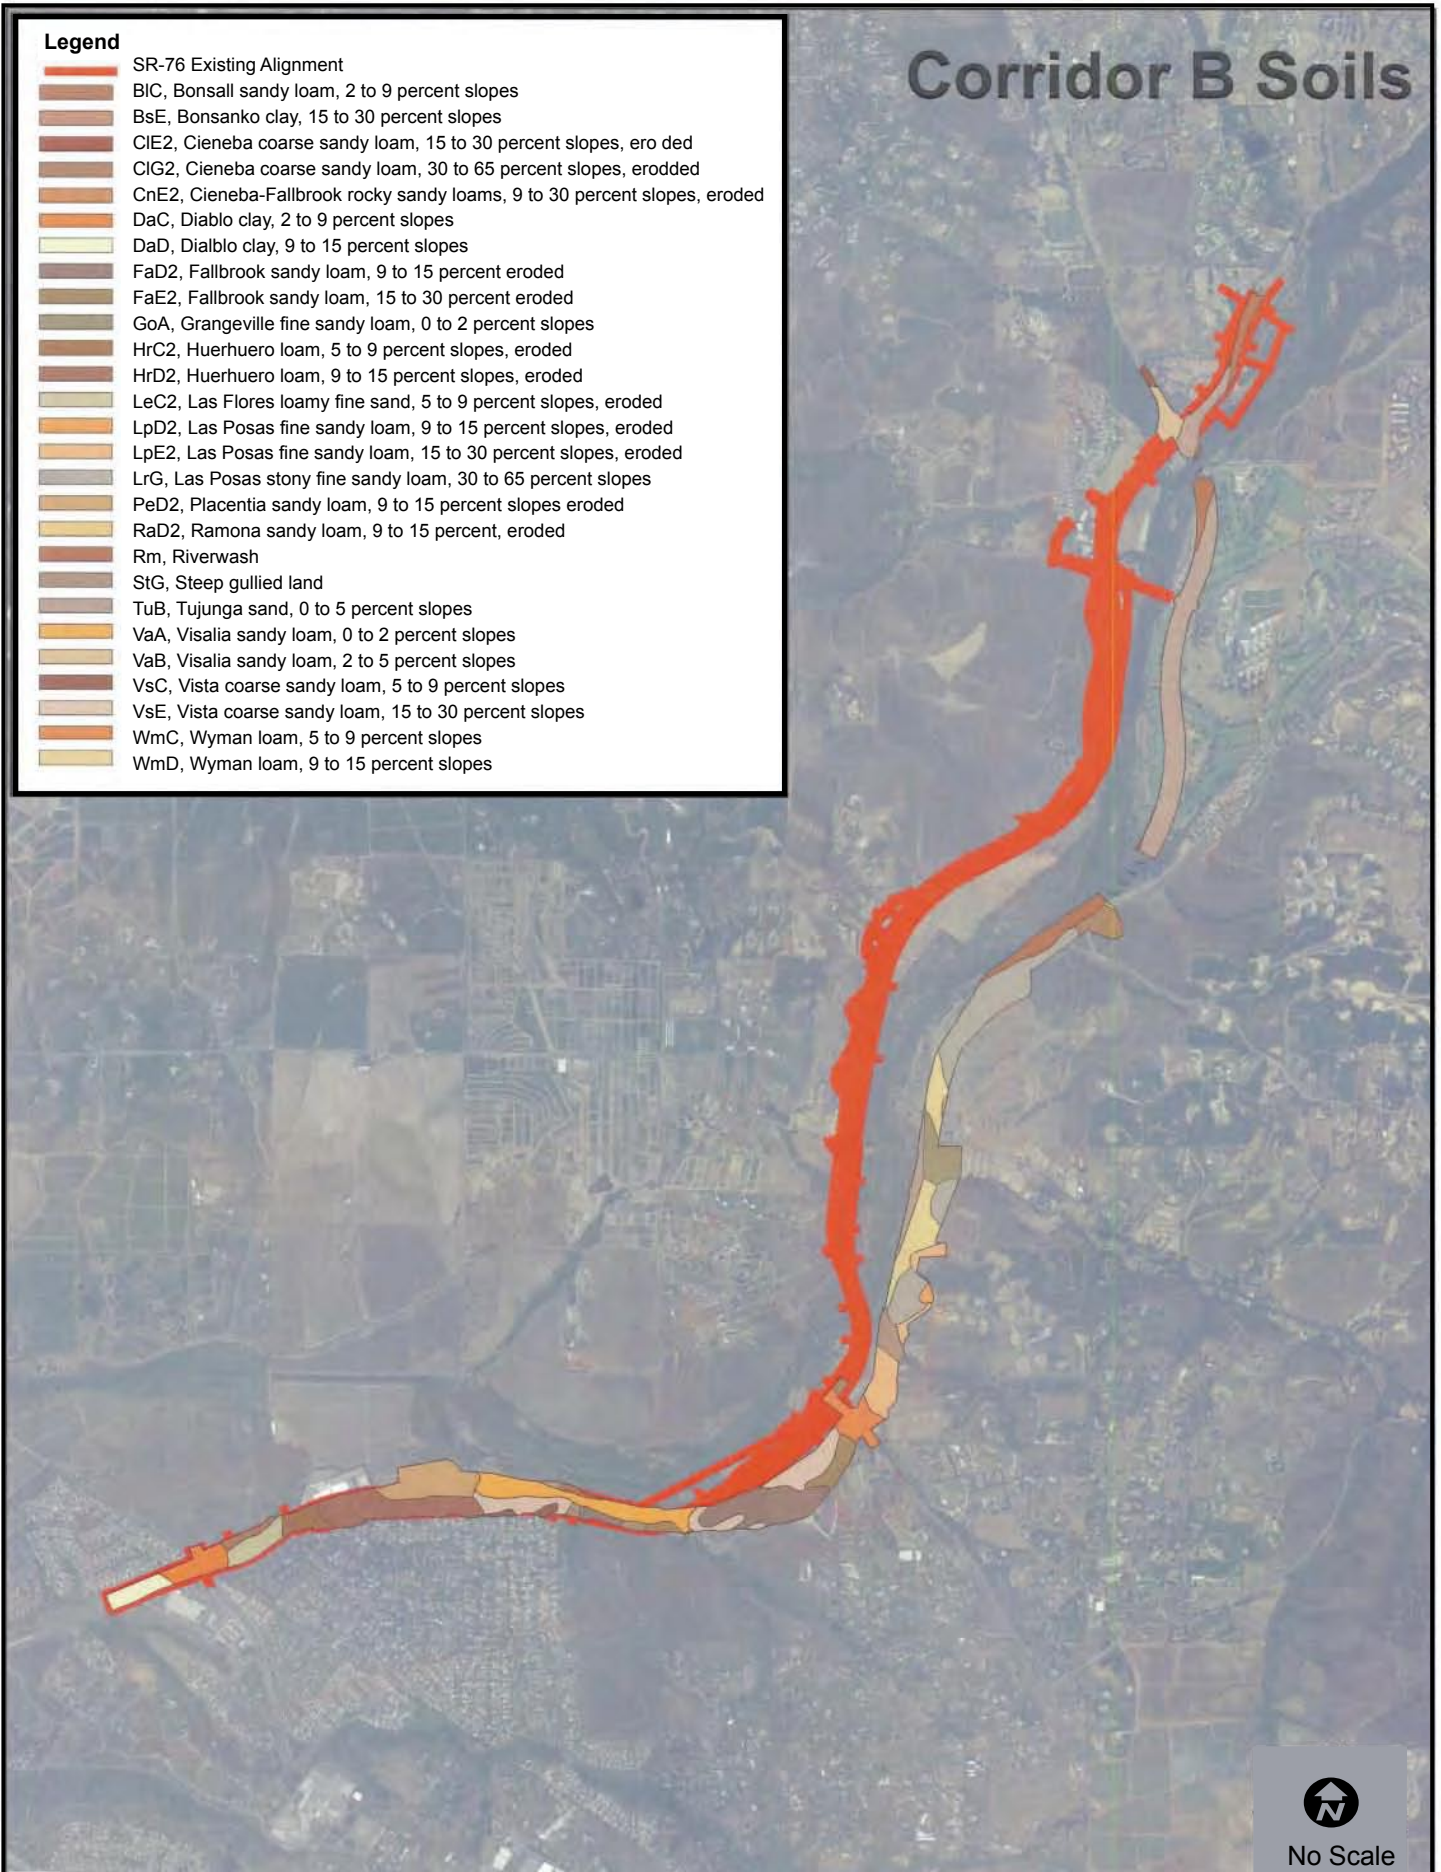 Legend
SR-76 Existing Alignment
BlC, Bonsall sandy loam, 2 to 9 percent slopes
BsE, Bonsanko clay, 15 to 30 percent slopes
ClE2, Cieneba coarse sandy loam, 15 to 30 percent slopes, ero ded
ClG2, Cieneba coarse sandy loam, 30 to 65 percent slopes, erodded
CnE2, Cieneba-Fallbrook rocky sandy loams, 9 to 30 percent slopes, eroded
DaC, Diablo clay, 2 to 9 percent slopes
DaD, Dialblo clay, 9 to 15 percent slopes
FaD2, Fallbrook sandy loam, 9 to 15 percent eroded
FaE2, Fallbrook sandy loam, 15 to 30 percent eroded
GoA, Grangeville fine sandy loam, 0 to 2 percent slopes
HrC2, Huerhuero loam, 5 to 9 percent slopes, eroded
HrD2, Huerhuero loam, 9 to 15 percent slopes, eroded
LeC2, Las Flores loamy fine sand, 5 to 9 percent slopes, eroded
LpD2, Las Posas fine sandy loam, 9 to 15 percent slopes, eroded
LpE2, Las Posas fine sandy loam, 15 to 30 percent slopes, eroded
LrG, Las Posas stony fine sandy loam, 30 to 65 percent slopes
PeD2, Placentia sandy loam, 9 to 15 percent slopes eroded
RaD2, Ramona sandy loam, 9 to 15 percent, eroded
Rm, Riverwash
StG, Steep gullied land
TuB, Tujunga sand, 0 to 5 percent slopes
VaA, Visalia sandy loam, 0 to 2 percent slopes
VaB, Visalia sandy loam, 2 to 5 percent slopes
VsC, Vista coarse sandy loam, 5 to 9 percent slopes
VsE, Vista coarse sandy loam, 15 to 30 percent slopes
WmC, Wyman loam, 5 to 9 percent slopes
WmD, Wyman loam, 9 to 15 percent slopes
Corridor B Soils
N
No Scale